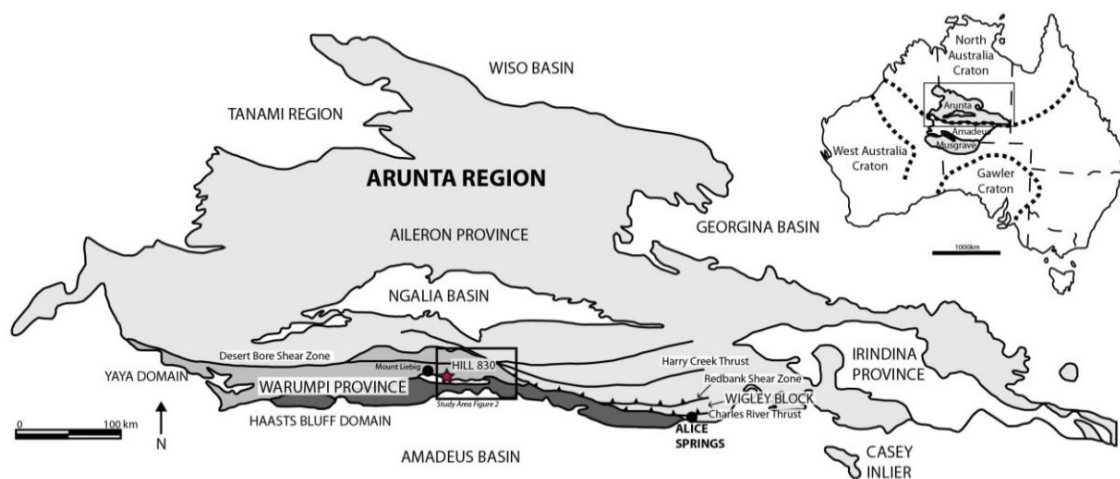 WISO BASIN
TANAMI REGION
ARUNTA REGION
AILERON PROVINCE
GEORGINA BASIN
NGALIA BASIN
Desert Bore Shear Zone
Mount Liebig
HILL 830
Harry Creek Thrust
YAYA DOMAIN
WARUMPI PROVINCE
Redbank Shear Zone
WIGLEY BLOCK
IRINDINA
PROVINCE
HAASTS BLUFF DOMAIN
Study Area Figure 2
Charles River Thrust
ALICE
SPRINGS
0 100 km
N
AMADEUS BASIN
CASEY
INLIER
North
Australia
Craton
Arunta
Amadeus
Musgrave
West Australia
Craton
Gawler
Craton
1000km